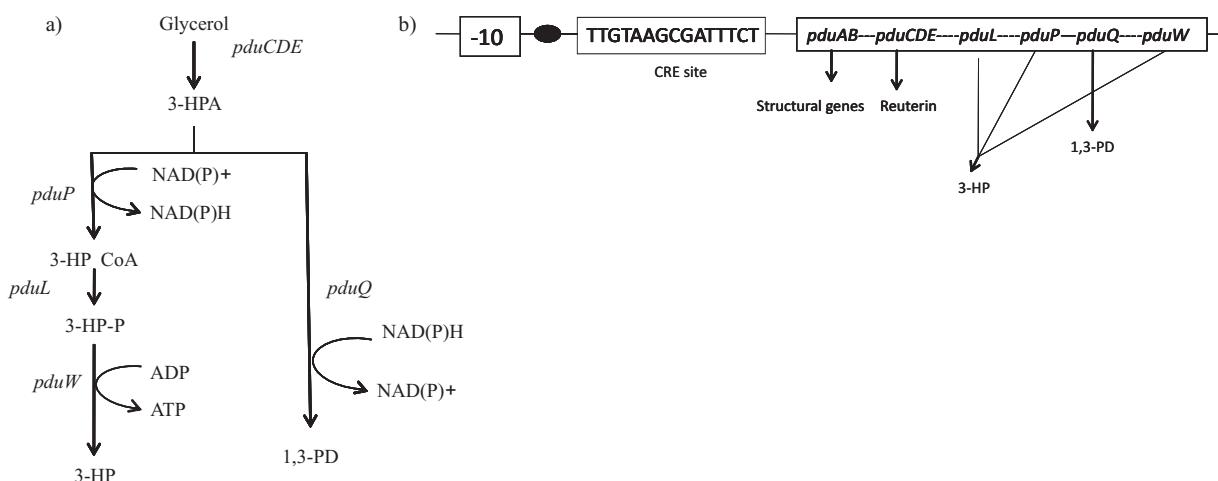 a)
Glycerol
pduCDE
3-HPA
NAD(P)+
pduP
NAD(P)H
3-HP CoA
pduL
pduQ
3-HP-P
NAD(P)H
ADP
pduW
NAD(P)+
ATP
1,3-PD
3-HP
b)
-10
TTGTAAGCGATTTCT
pduAB---pduCDE----pduL----pduP—pduQ----pduW
CRE site
Structural genes
Reuterin
1,3-PD
3-HP